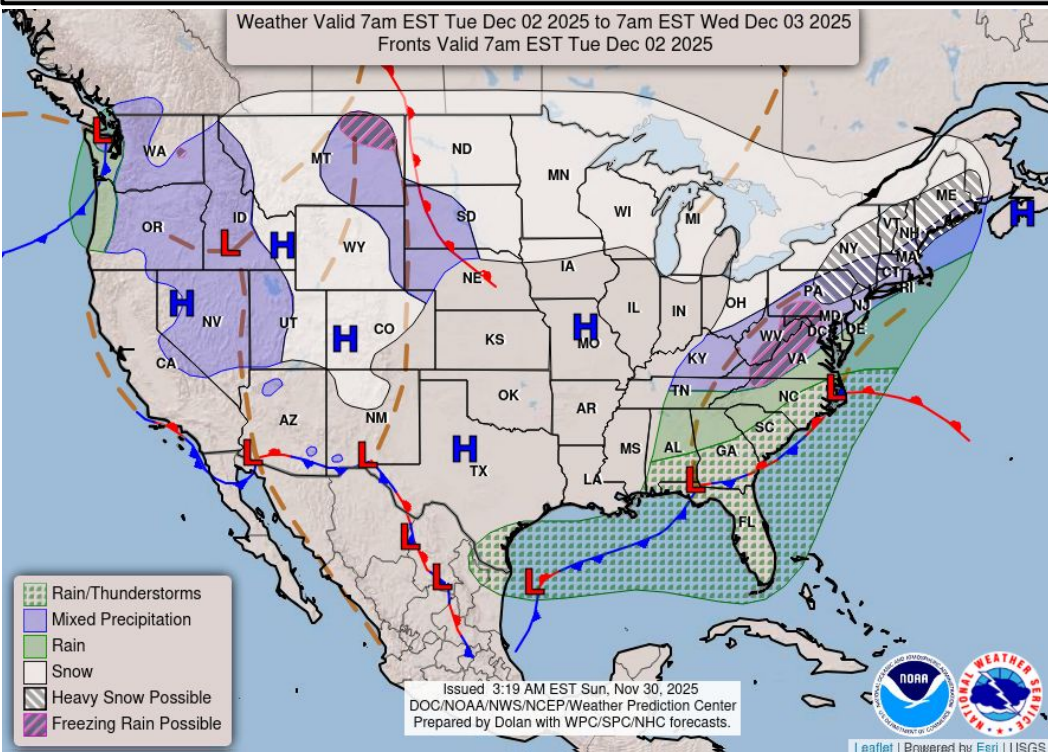 Weather Valid 7am EST Tue Dec 02 2025 to 7am EST Wed Dec 03 2025
Fronts Valid 7am EST Tue Dec 02 2025
L
WA
MT
ND
MN
ME
OR
ID
L
H
WY
SD
WI
MI
VT
NH
NY
MA
H
CT
RI
H
NV
UT
H
CO
NE
IA
IL
IN
OH
PA
NJ
MD
DC
DE
WV
VA
KS
H
MO
KY
CA
AZ
NM
OK
AR
TN
NC
L
SC
L
L
H
TX
MS
AL
GA
LA
L
FL
L
L
L
Rain/Thunderstorms
Mixed Precipitation
Rain
Snow
Heavy Snow Possible
Freezing Rain Possible
Issued 3:19 AM EST Sun, Nov 30, 2025
DOC/NOAA/NWS/NCEP/Weather Prediction Center
Prepared by Dolan with WPC/SPC/NHC forecasts.
NOAA
NATIONAL WEATHER SERVICE
Leaflet | Powered by Esri | USGS